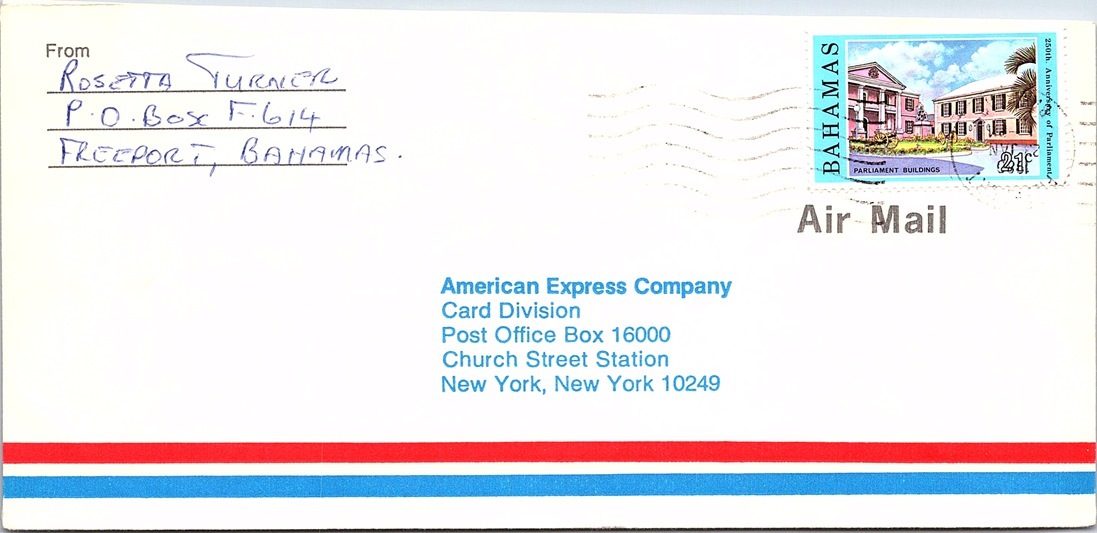 From
ROSETTA TURNER
P.O. Box F.614
FREEPORT, BAHAMAS.
BAHAMAS
250th. Anniversary of Parliament
PARLIAMENT BUILDINGS
21c
Air Mail
American Express Company
Card Division
Post Office Box 16000
Church Street Station
New York, New York 10249